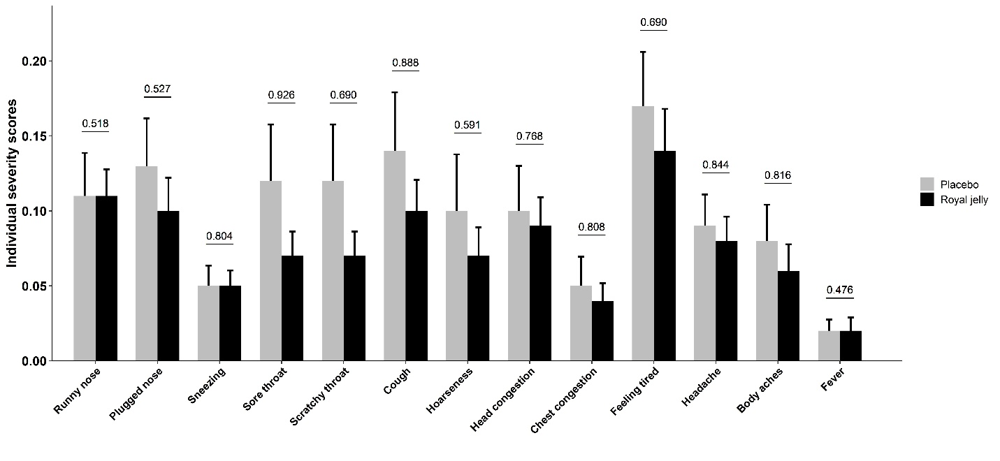 0.690
0.888
0.20
0.527
0.926
0.690
0.518
0.591
0.15
0.768
0.844
0.816
Individual severity scores
Placebo
Royal jelly
0.10
0.804
0.808
0.05
0.476
0.00
Runny nose
Plugged nose
Sneezing
Sore throat
Scratchy throat
Cough
Hoarseness
Head congestion
Chest congestion
Feeling tired
Headache
Body aches
Fever